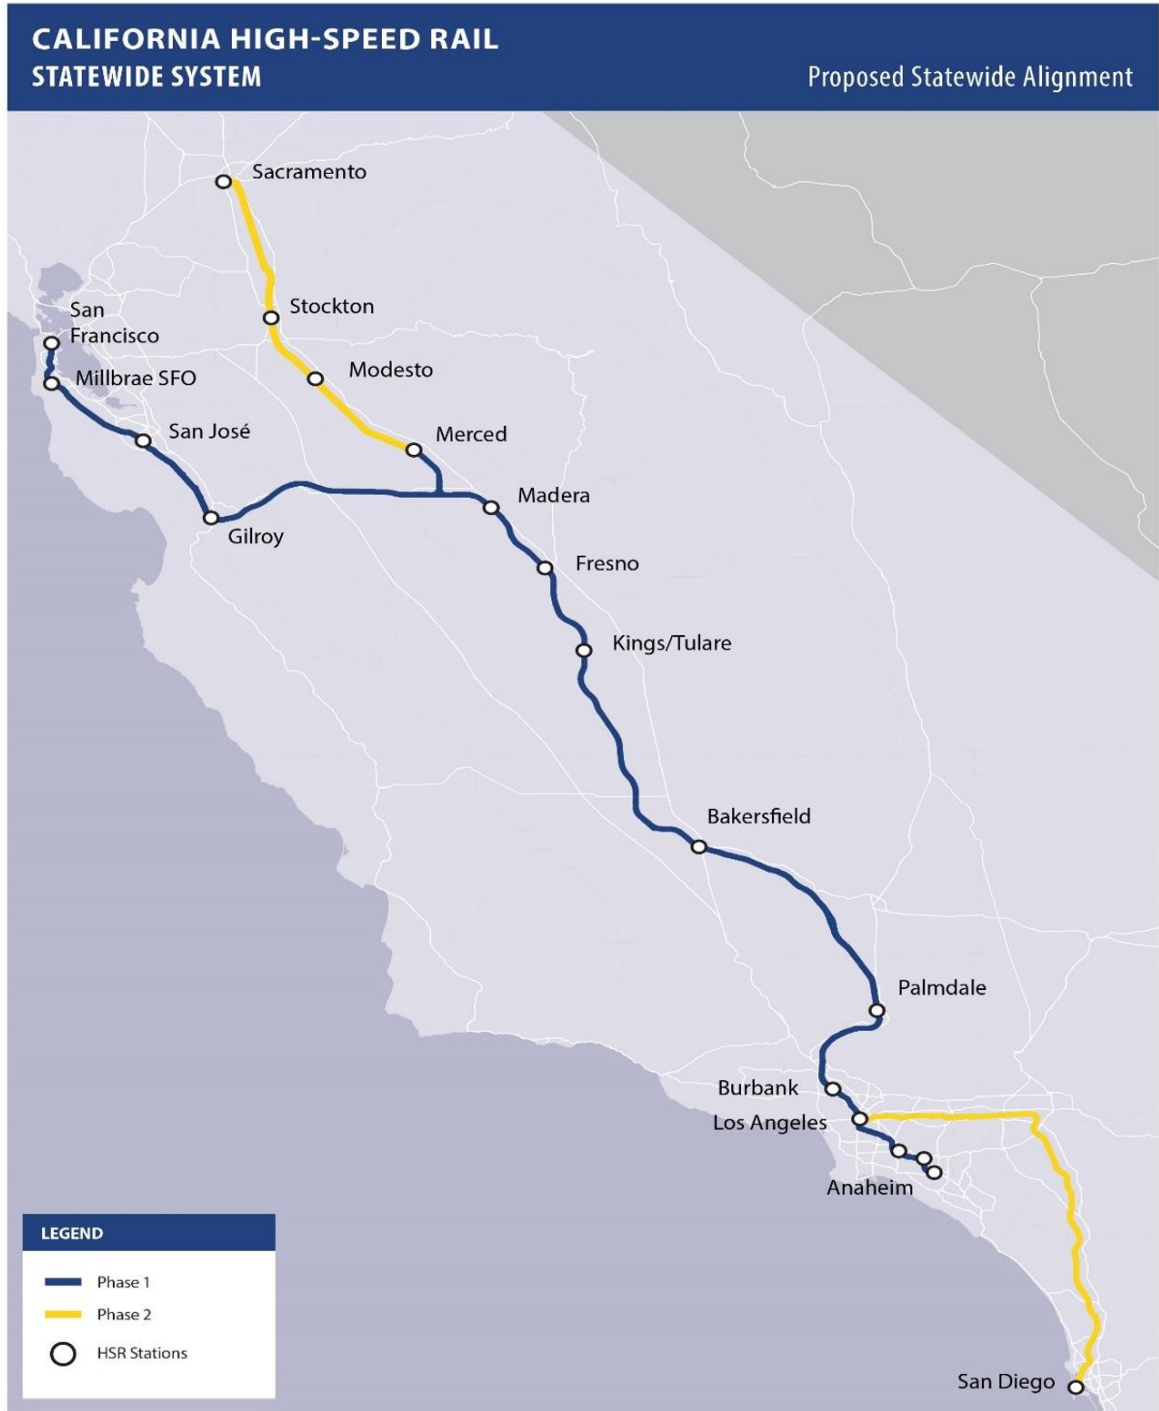 CALIFORNIA HIGH-SPEED RAIL
STATEWIDE SYSTEM
Proposed Statewide Alignment
Sacramento
Stockton
San
Francisco
Modesto
Millbrae SFO
San José
Merced
Madera
Gilroy
Fresno
Kings/Tulare
Bakersfield
Palmdale
Burbank
Los Angeles
Anaheim
San Diego
LEGEND
Phase 1
Phase 2
HSR Stations